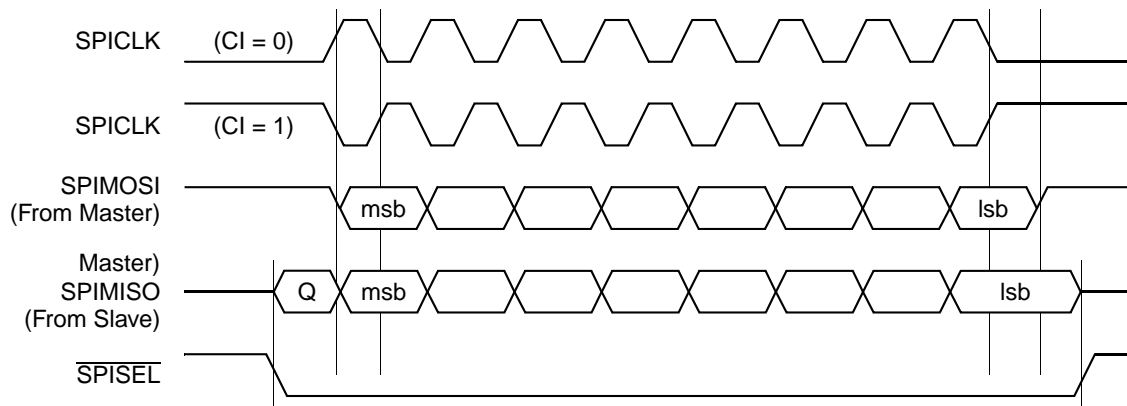 SPICLK (CI = 0)
SPICLK (CI = 1)
SPIMOSI
(From Master)
msb lsb
Master)
SPIMISO
(From Slave)
Q msb lsb
SPISEL